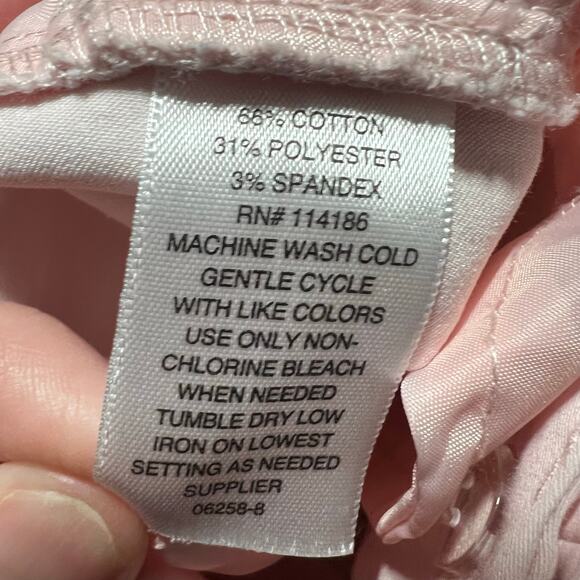 66% COTTON
31% POLYESTER
3% SPANDEX
RN# 114186
MACHINE WASH COLD
GENTLE CYCLE
WITH LIKE COLORS
USE ONLY NON-
CHLORINE BLEACH
WHEN NEEDED
TUMBLE DRY LOW
IRON ON LOWEST
SETTING AS NEEDED
SUPPLIER
06258-8